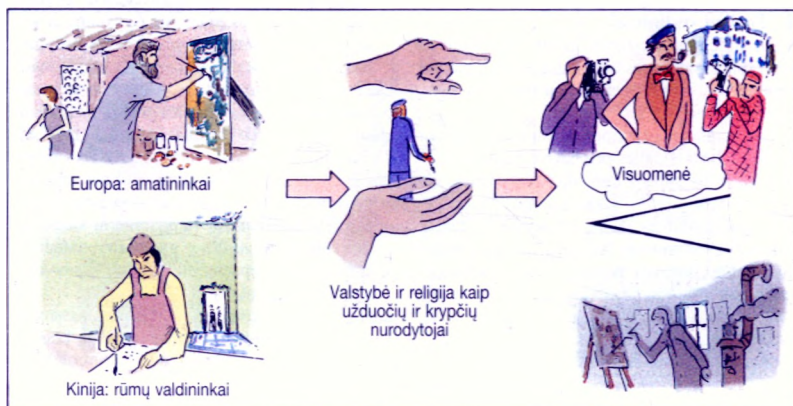 Europa: amatininkai
Kinija: rūmų valdininkai
Valstybė ir religija kaip
užduočių ir krypčių
nurodytojai
Visuomenė